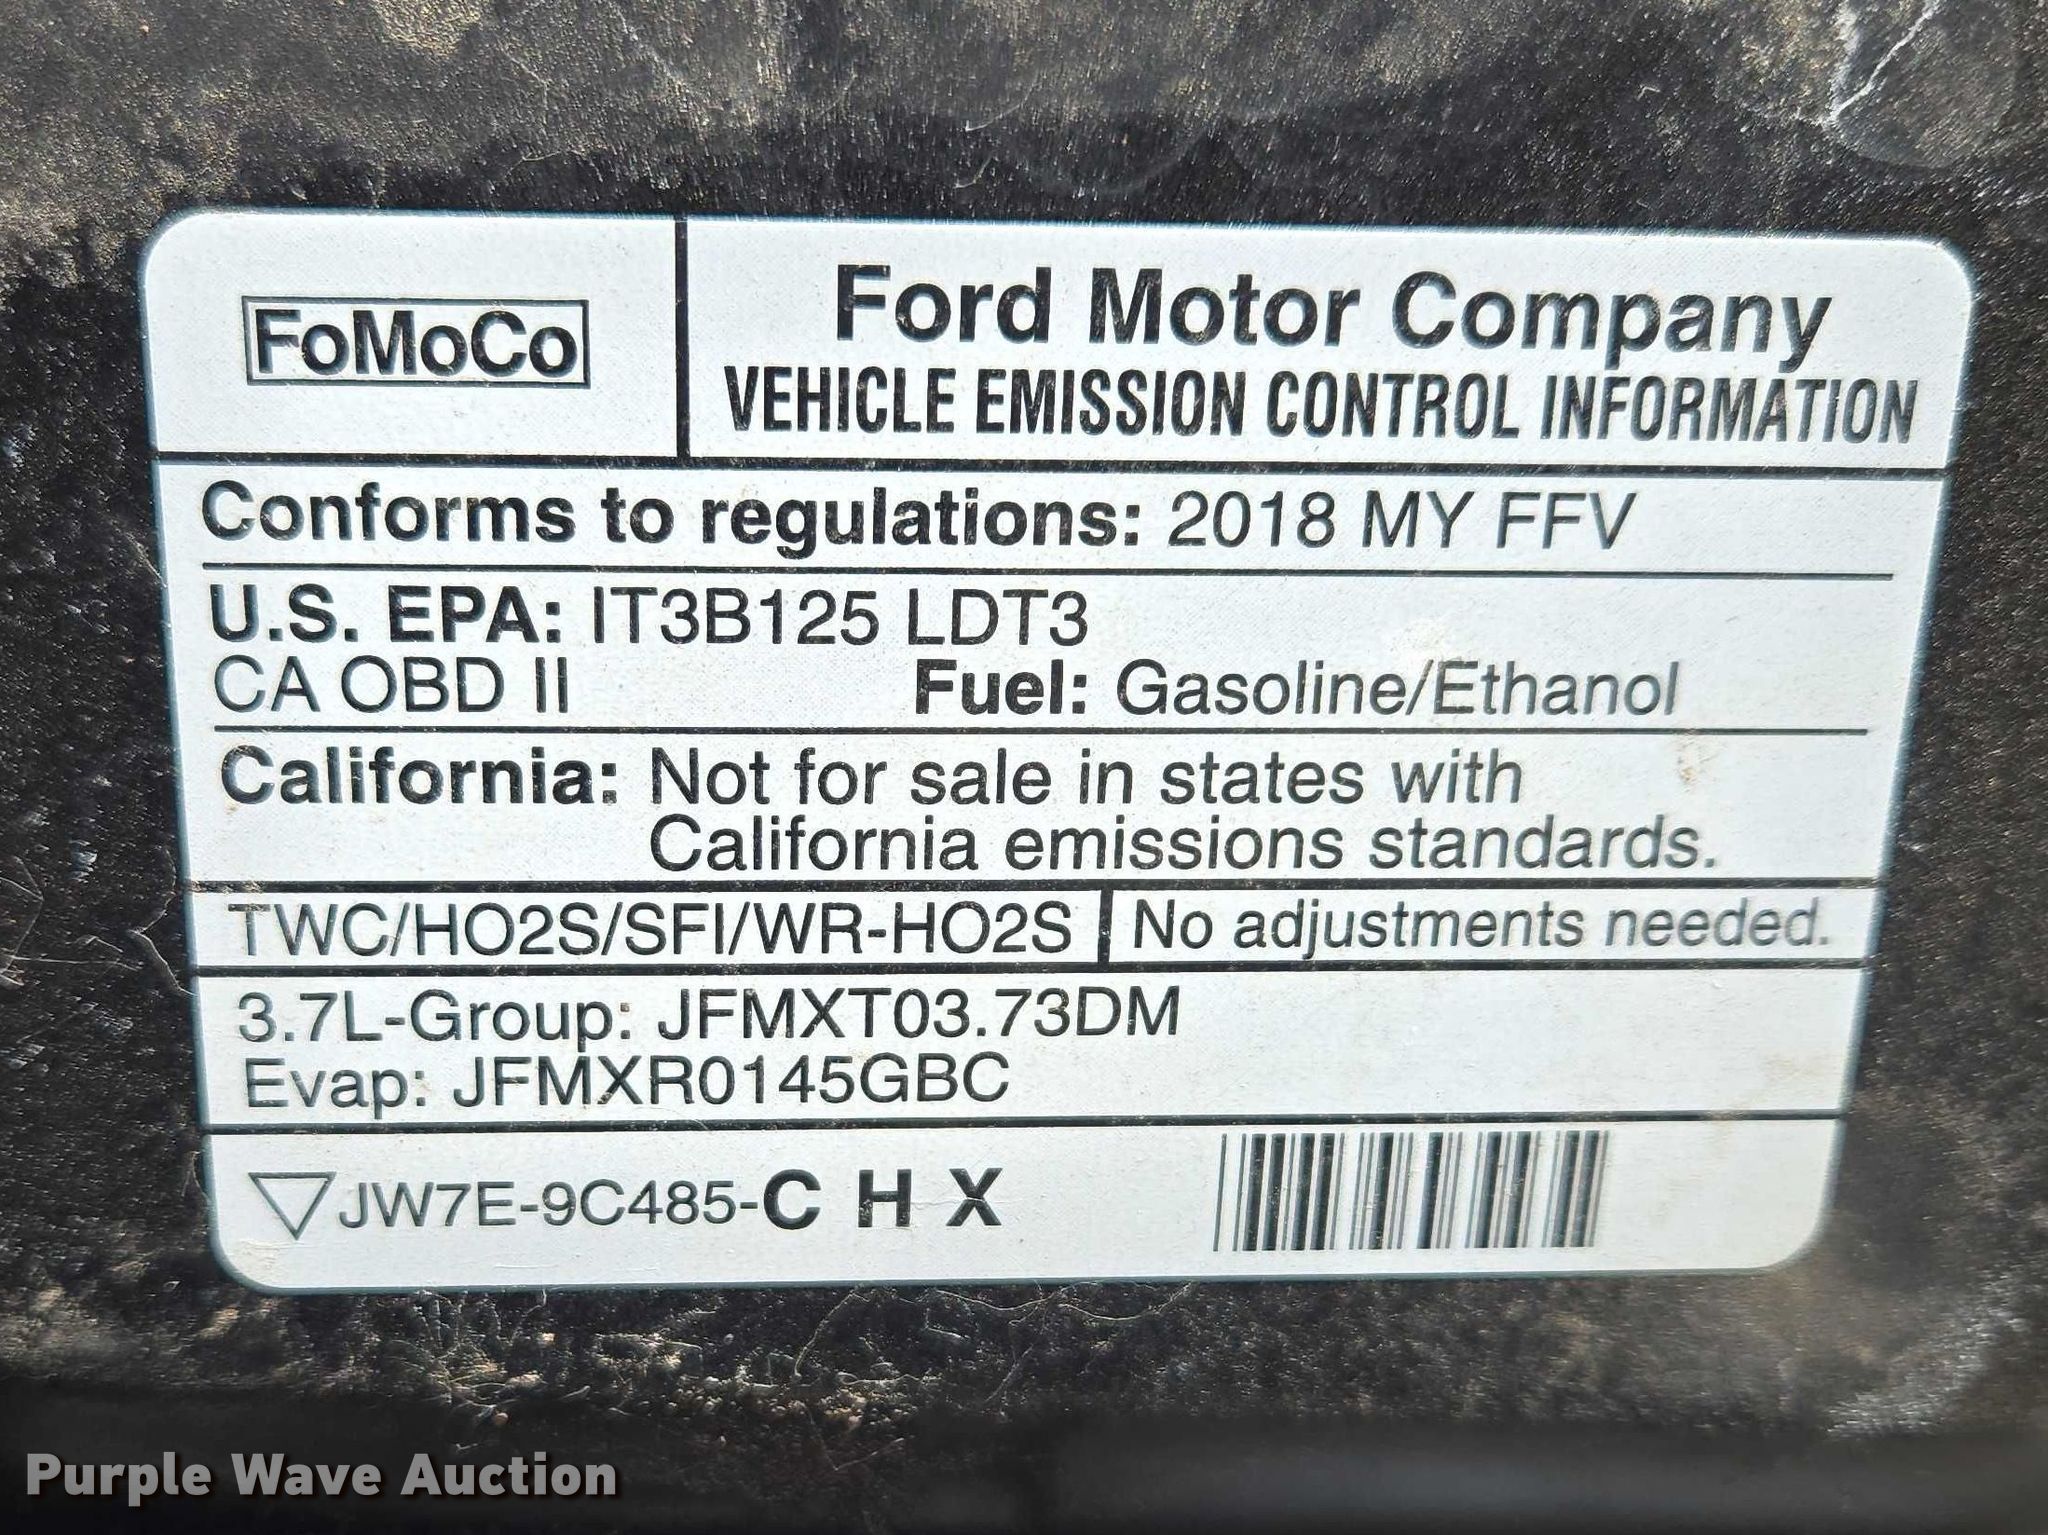 FoMoCo
Ford Motor Company
VEHICLE EMISSION CONTROL INFORMATION
Conforms to regulations: 2018 MY FFV
U.S. EPA: IT3B125 LDT3
CA OBD II Fuel: Gasoline/Ethanol
California: Not for sale in states with
California emissions standards.
TWC/HO2S/SFI/WR-HO2S No adjustments needed.
3.7L-Group: JFMXT03.73DM
Evap: JFMXR0145GBC
JW7E-9C485-C H X
Purple Wave Auction